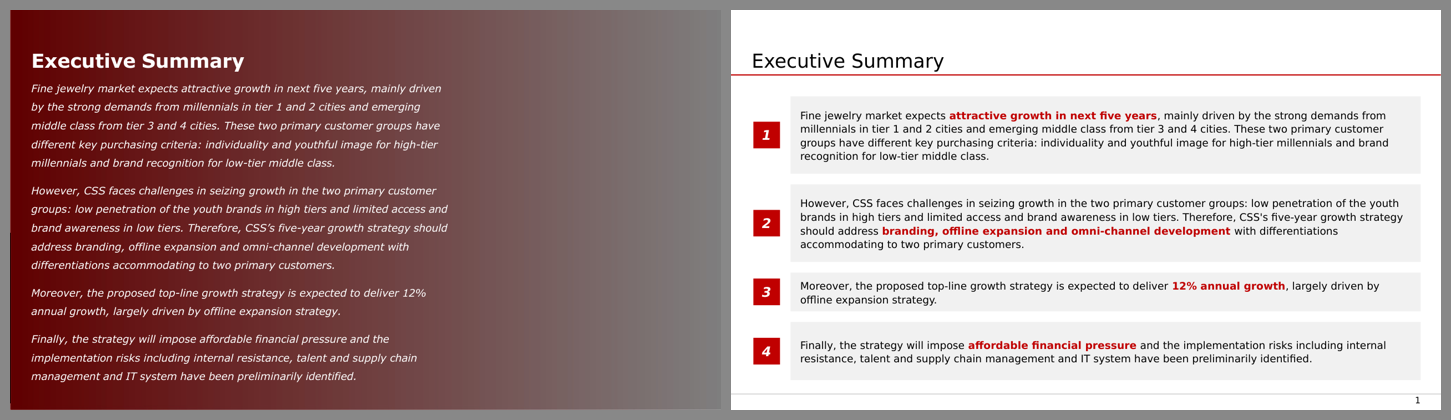 Executive Summary
Fine jewelry market expects attractive growth in next five years, mainly driven
by the strong demands from millennials in tier 1 and 2 cities and emerging
middle class from tier 3 and 4 cities. These two primary customer groups have
different key purchasing criteria: individuality and youthful image for high-tier
millennials and brand recognition for low-tier middle class.
However, CSS faces challenges in seizing growth in the two primary customer
groups: low penetration of the youth brands in high tiers and limited access and
brand awareness in low tiers. Therefore, CSS’s five-year growth strategy should
address branding, offline expansion and omni-channel development with
differentiations accommodating to two primary customers.
Moreover, the proposed top-line growth strategy is expected to deliver 12%
annual growth, largely driven by offline expansion strategy.
Finally, the strategy will impose affordable financial pressure and the
implementation risks including internal resistance, talent and supply chain
management and IT system have been preliminarily identified.
Executive Summary
1
Fine jewelry market expects attractive growth in next five years, mainly driven by the strong demands from
millennials in tier 1 and 2 cities and emerging middle class from tier 3 and 4 cities. These two primary customer
groups have different key purchasing criteria: individuality and youthful image for high-tier millennials and brand
recognition for low-tier middle class.
2
However, CSS faces challenges in seizing growth in the two primary customer groups: low penetration of the youth
brands in high tiers and limited access and brand awareness in low tiers. Therefore, CSS's five-year growth strategy
should address branding, offline expansion and omni-channel development with differentiations
accommodating to two primary customers.
3
Moreover, the proposed top-line growth strategy is expected to deliver 12% annual growth, largely driven by
offline expansion strategy.
4
Finally, the strategy will impose affordable financial pressure and the implementation risks including internal
resistance, talent and supply chain management and IT system have been preliminarily identified.
1